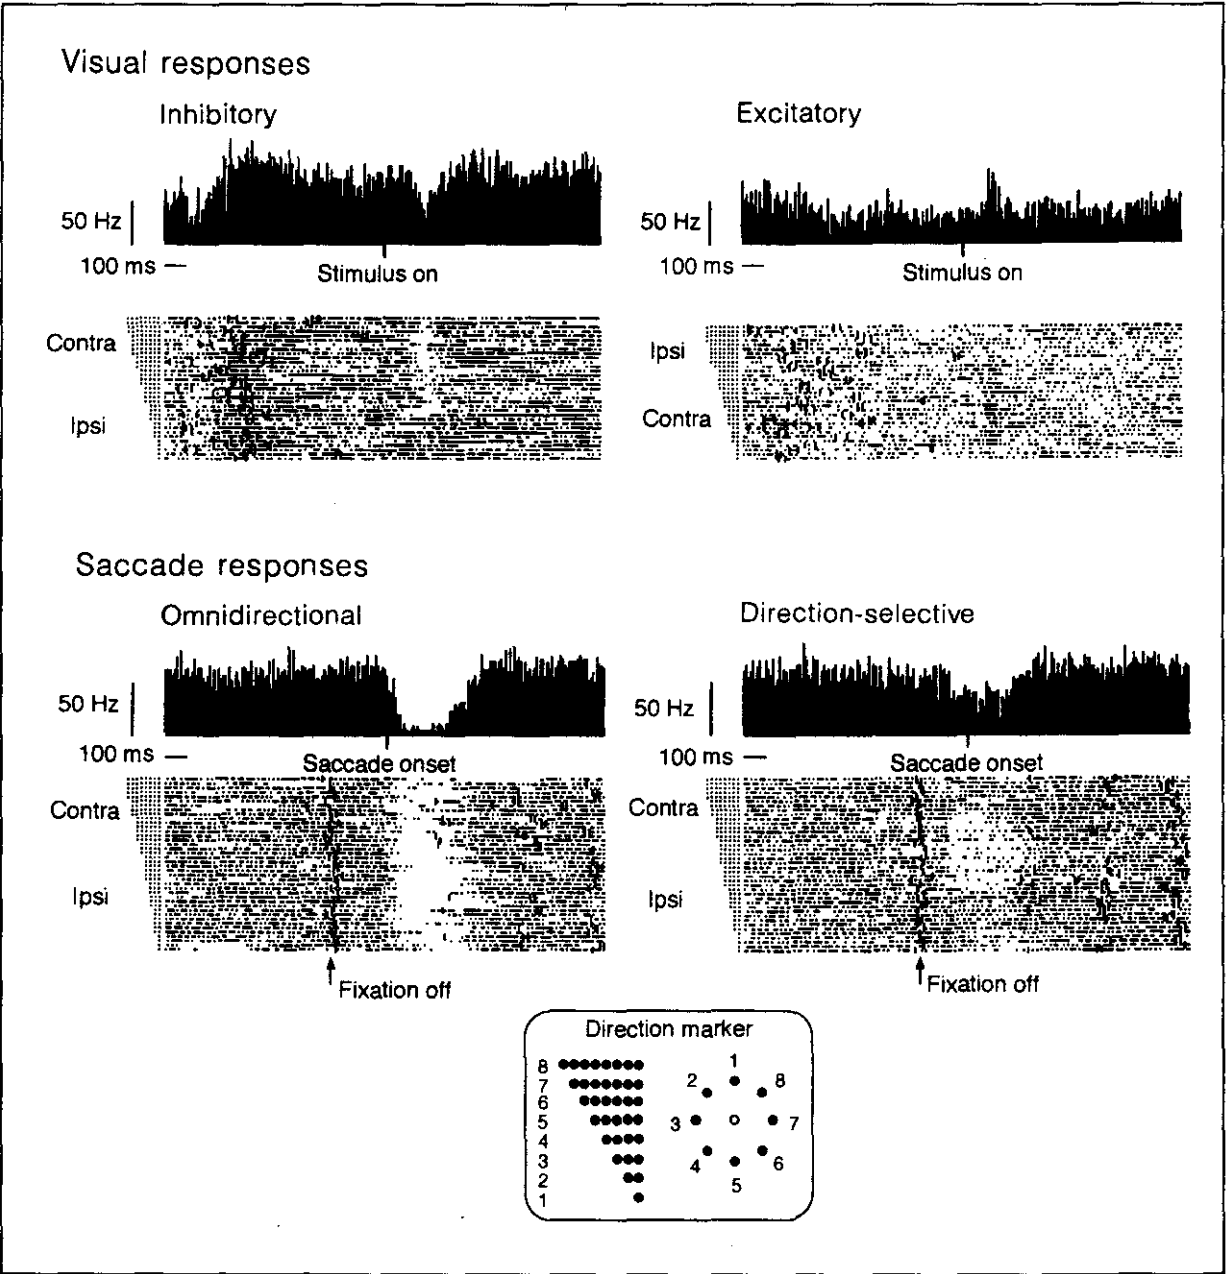 Visual responses
Inhibitory
Excitatory
50 Hz
100 ms
Stimulus on
50 Hz
100 ms
Stimulus on
Contra
Ipsi
Ipsi
Contra
Saccade responses
Omnidirectional
Direction-selective
50 Hz
100 ms
Saccade onset
50 Hz
100 ms
Saccade onset
Contra
Ipsi
Contra
Ipsi
Fixation off
Fixation off
Direction marker
8
7
6
5
4
3
2
1
1
2
8
3
7
4
6
5